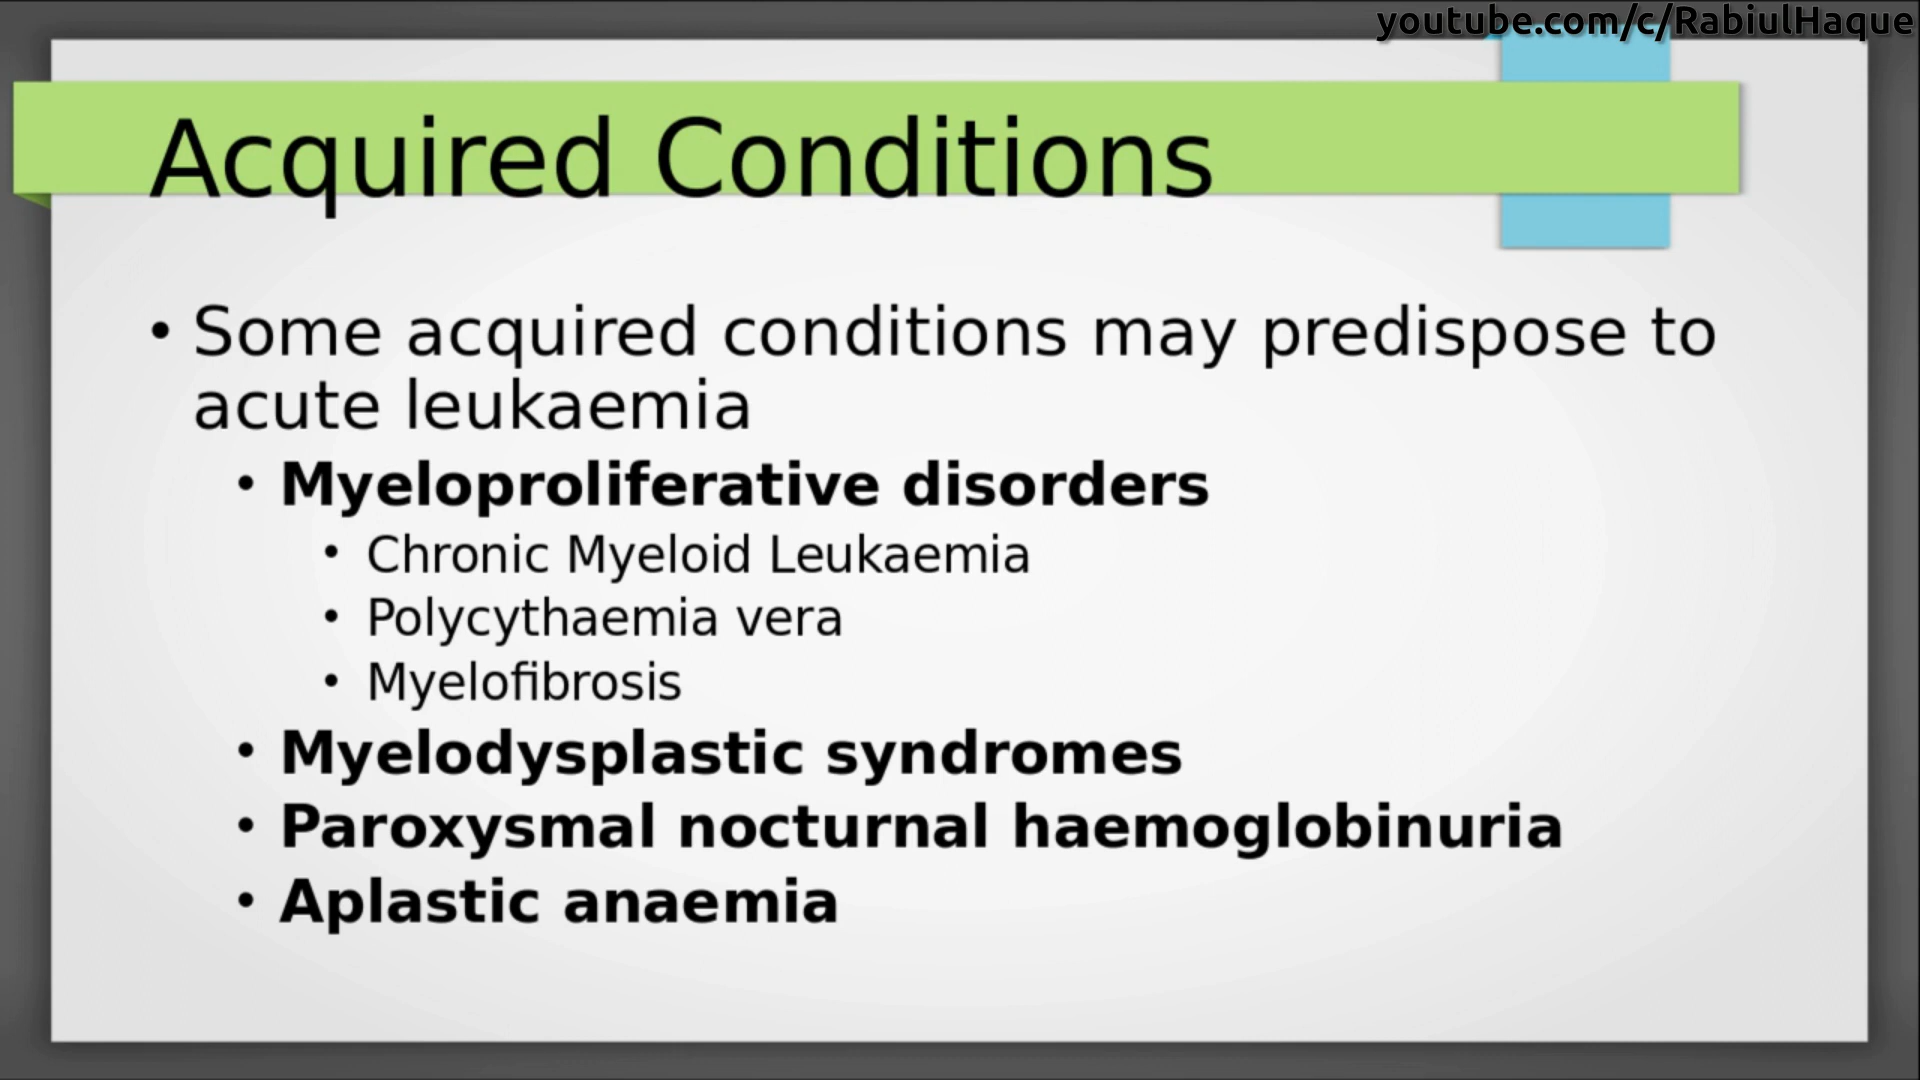 youtube.com/c/RabiulHaque
Acquired Conditions
• Some acquired conditions may predispose to
acute leukaemia
• Myeloproliferative disorders
• Chronic Myeloid Leukaemia
• Polycythaemia vera
• Myelofibrosis
• Myelodysplastic syndromes
• Paroxysmal nocturnal haemoglobinuria
• Aplastic anaemia